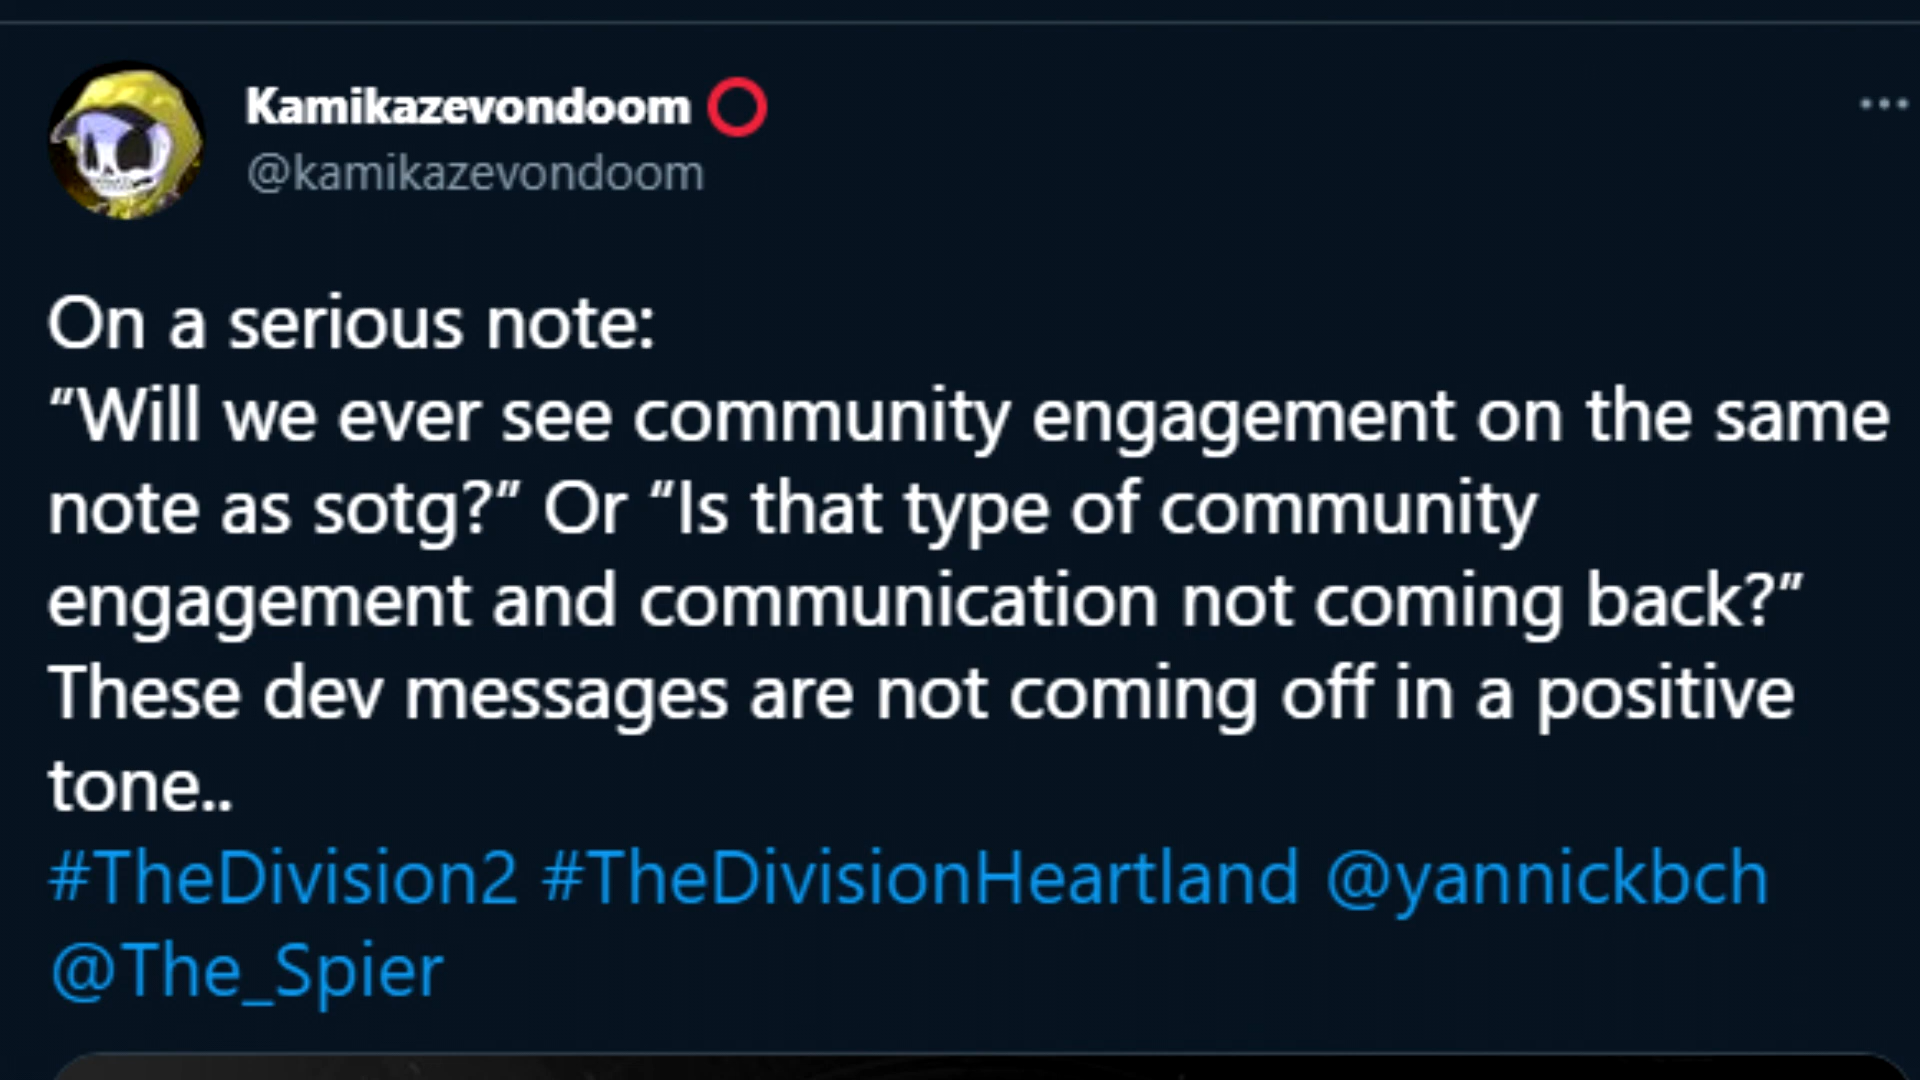 Kamikazevondoom
@kamikazevondoom
On a serious note:
“Will we ever see community engagement on the same
note as sotg?” Or “Is that type of community
engagement and communication not coming back?”
These dev messages are not coming off in a positive
tone..
#TheDivision2 #TheDivisionHeartland @yannickbch
@The_Spier